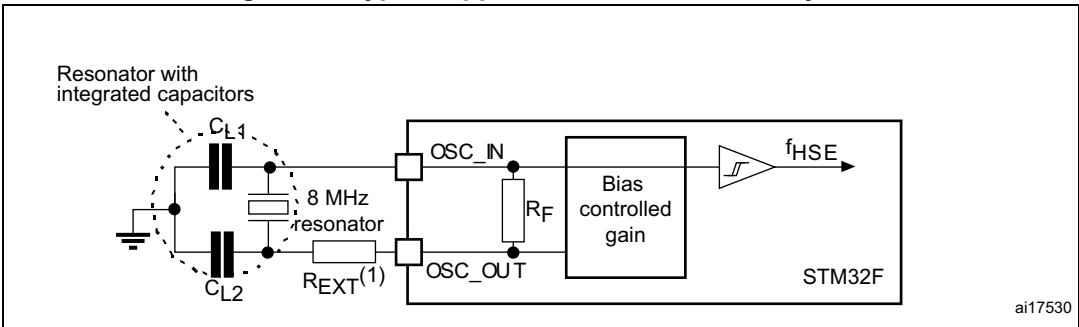 Resonator with
integrated capacitors
CL1
OSC_IN
fHSE
8 MHz
resonator
RF
Bias
controlled
gain
REXT(1)
OSC_OUT
STM32F
CL2
ai17530